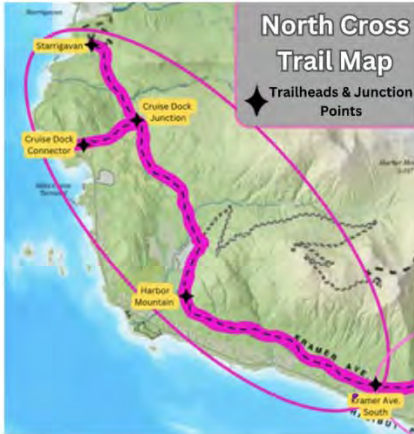 North Cross
Trail Map
Trailheads & Junction
Points
Starrigavan
Starrigavan
Cruise Dock
Junction
Cruise Dock
Connector
Harbor
Mountain
KRAMER AVE
Kramer Ave.
South